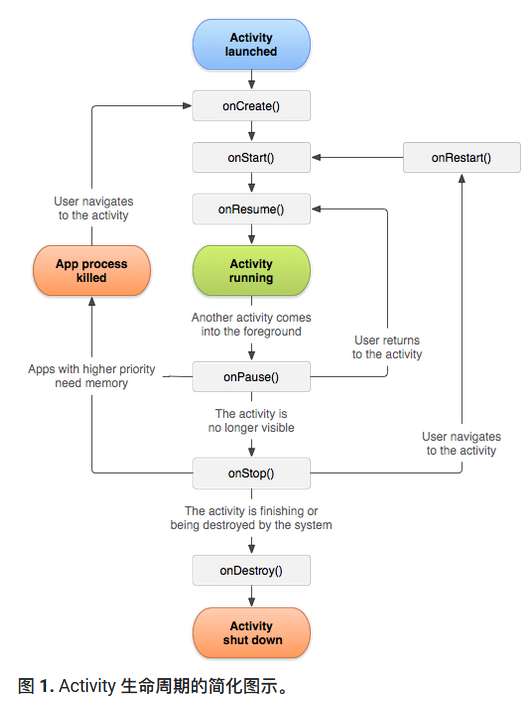 Activity
launched
onCreate()
onStart()
onRestart()
onResume()
User navigates
to the activity
App process
killed
Activity
running
Another activity comes
into the foreground
User returns
to the activity
Apps with higher priority
need memory
onPause()
The activity is
no longer visible
User navigates
to the activity
onStop()
The activity is finishing or
being destroyed by the system
onDestroy()
Activity
shut down
图 1. Activity 生命周期的简化图示。